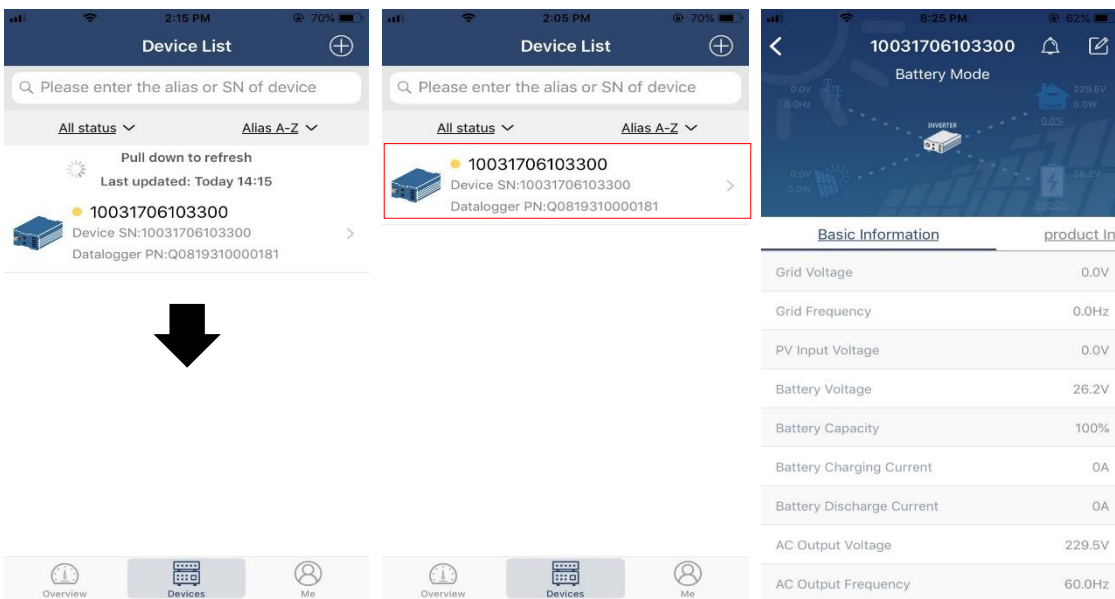 2:15 PM
70%
Device List
Please enter the alias or SN of device
All status
Alias A-Z
Pull down to refresh
Last updated: Today 14:15
10031706103300
Device SN:10031706103300
Datalogger PN:Q0819310000181
Overview
Devices
Me
2:05 PM
70%
Device List
Please enter the alias or SN of device
All status
Alias A-Z
10031706103300
Device SN:10031706103300
Datalogger PN:Q0819310000181
Overview
Devices
Me
8:25 PM
62%
10031706103300
Battery Mode
0.0V
0.0Hz
229.5V
0.0W
0.0%
INVERTER
0.0V
0.0W
26.2V
100.0%
Basic Information
product In
Grid Voltage 0.0V
Grid Frequency 0.0Hz
PV Input Voltage 0.0V
Battery Voltage 26.2V
Battery Capacity 100%
Battery Charging Current 0A
Battery Discharge Current 0A
AC Output Voltage 229.5V
AC Output Frequency 60.0Hz